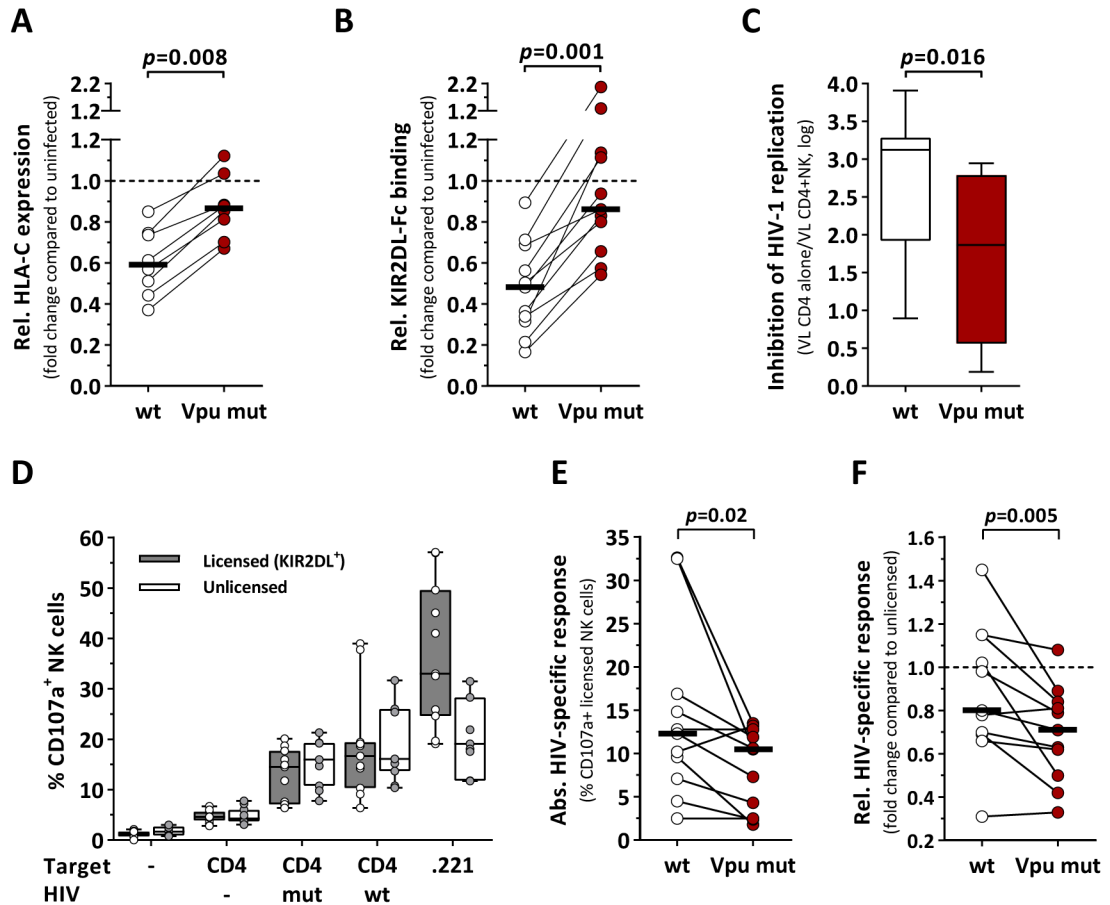 A
p=0.008
Rel. HLA-C expression
(fold change compared to uninfected)
2.2
1.2
1.2
1.0
0.8
0.6
0.4
0.2
0.0
wt Vpu mut
B
p=0.001
Rel. KIR2DL-Fc binding
(fold change compared to uninfected)
2.2
1.2
1.2
1.0
0.8
0.6
0.4
0.2
0.0
wt Vpu mut
C
p=0.016
Inhibition of HIV-1 replication
(VL CD4 alone/VL CD4+NK, log)
4.0
3.5
3.0
2.5
2.0
1.5
1.0
0.5
0.0
wt Vpu mut
D
% CD107a+ NK cells
60
50
40
30
20
10
0
Licensed (KIR2DL+)
Unlicensed
Target - CD4 CD4 CD4 .221
HIV - mut wt
E
p=0.02
Abs. HIV-specific response
(% CD107a+ licensed NK cells)
35
30
25
20
15
10
5
0
wt Vpu mut
F
p=0.005
Rel. HIV-specific response
(fold change compared to unlicensed)
1.6
1.4
1.2
1.0
0.8
0.6
0.4
0.2
wt Vpu mut